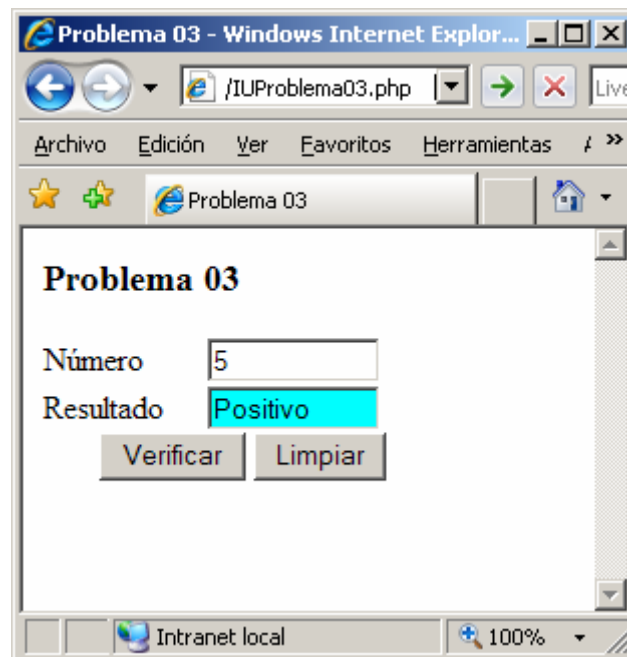 Problema 03 - Windows Internet Explor...
/IUProblema03.php
Live
Archivo Edición Ver Favoritos Herramientas
Problema 03
Problema 03
Número 5
Resultado Positivo
Verificar Limpiar
Intranet local 100%